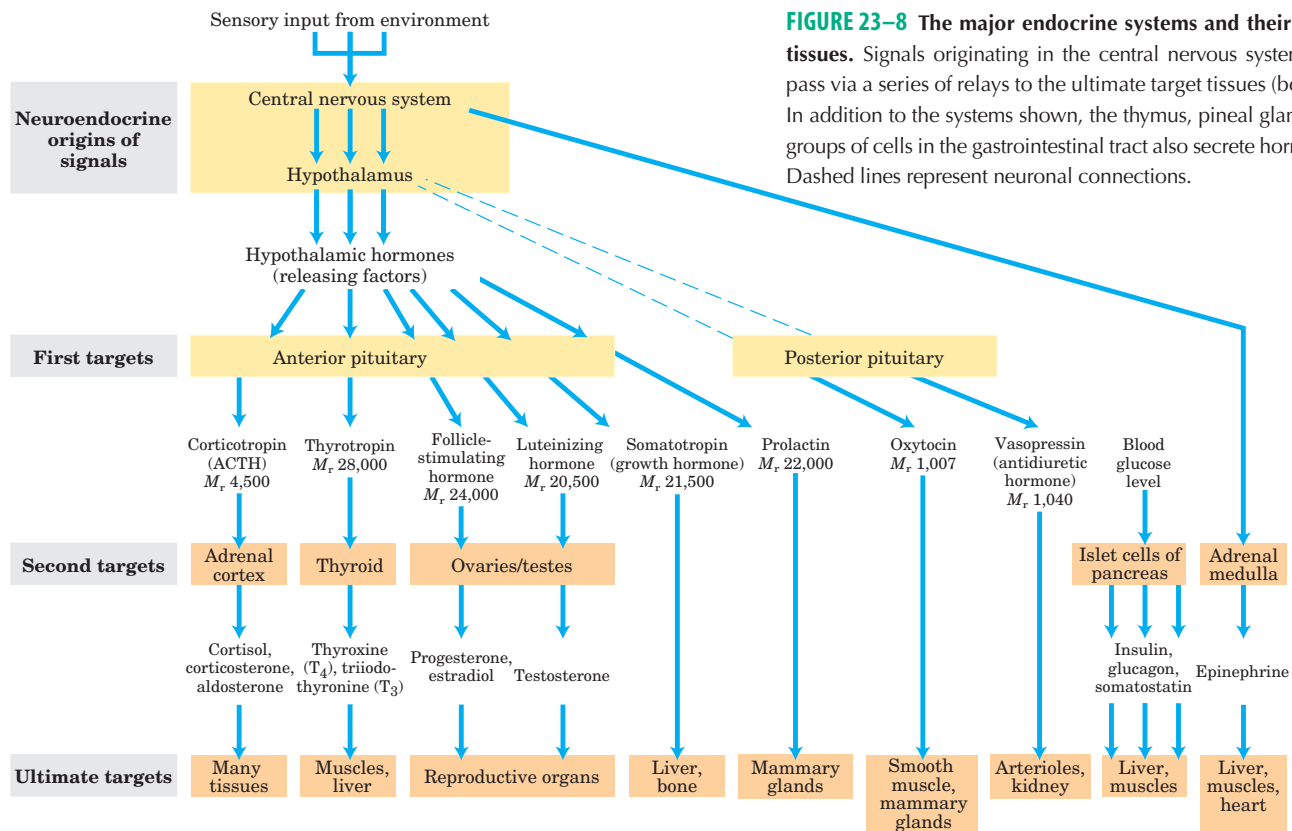 Sensory input from environment
FIGURE 23–8 The major endocrine systems and their
tissues. Signals originating in the central nervous system
pass via a series of relays to the ultimate target tissues
In addition to the systems shown, the thymus, pineal
groups of cells in the gastrointestinal tract also secrete
Dashed lines represent neuronal connections.
Neuroendocrine
origins of
signals
Central nervous system
Hypothalamus
Hypothalamic hormones
(releasing factors)
First targets
Anterior pituitary
Posterior pituitary
Corticotropin
(ACTH)
Mr 4,500
Thyrotropin
Mr 28,000
Follicle-
stimulating
hormone
Mr 24,000
Luteinizing
hormone
Mr 20,500
Somatotropin
(growth hormone)
Mr 21,500
Prolactin
Mr 22,000
Oxytocin
Mr 1,007
Vasopressin
(antidiuretic
hormone)
Mr 1,040
Blood
glucose
level
Second targets
Adrenal
cortex
Thyroid
Ovaries/testes
Islet cells of
pancreas
Adrenal
medulla
Cortisol,
corticosterone,
aldosterone
Thyroxine
(T4), triiodo-
thyronine (T3)
Progesterone,
estradiol
Testosterone
Insulin,
glucagon,
somatostatin
Epinephrine
Ultimate targets
Many
tissues
Muscles,
liver
Reproductive organs
Liver,
bone
Mammary
glands
Smooth
muscle,
mammary
glands
Arterioles,
kidney
Liver,
muscles
Liver,
muscles,
heart